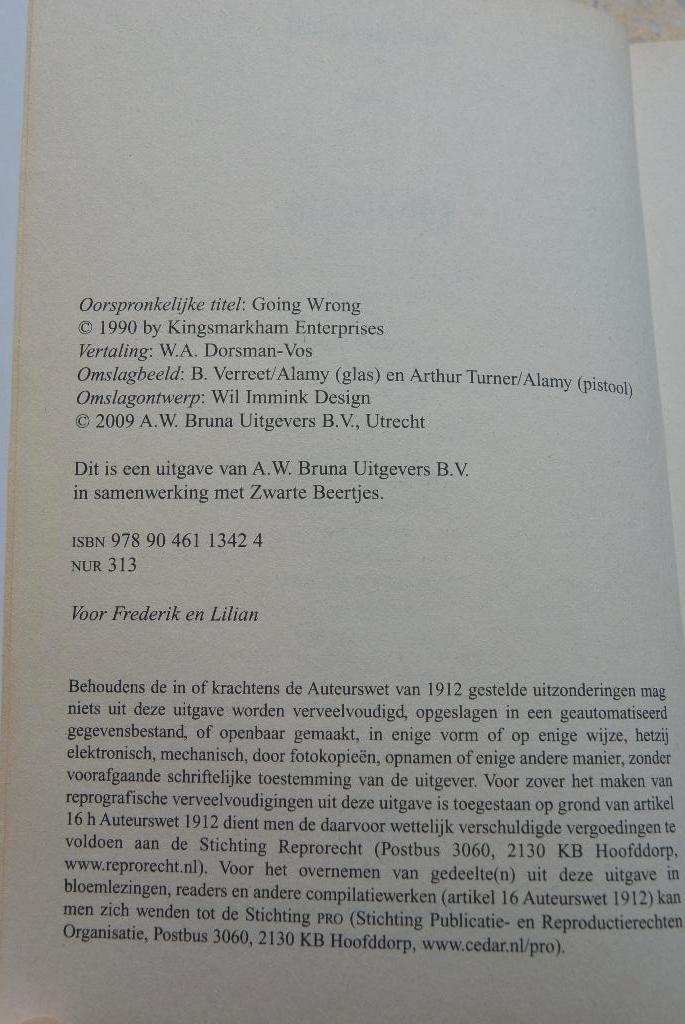 Oorspronkelijke titel: Going Wrong
© 1990 by Kingsmarkham Enterprises
Vertaling: W.A. Dorsman-Vos
Omslagbeeld: B. Verreet/Alamy (glas) en Arthur Turner/Alamy (pistool)
Omslagontwerp: Wil Immink Design
© 2009 A.W. Bruna Uitgevers B.V., Utrecht
Dit is een uitgave van A.W. Bruna Uitgevers B.V.
in samenwerking met Zwarte Beertjes.
ISBN 978 90 461 1342 4
NUR 313
Voor Frederik en Lilian
Behoudens de in of krachtens de Auteurswet van 1912 gestelde uitzonderingen mag
niets uit deze uitgave worden verveelvoudigd, opgeslagen in een geautomatiseerd
gegevensbestand, of openbaar gemaakt, in enige vorm of op enige wijze, hetzij
elektronisch, mechanisch, door fotokopieën, opnamen of enige andere manier, zonder
voorafgaande schriftelijke toestemming van de uitgever. Voor zover het maken van
reprografische verveelvoudigingen uit deze uitgave is toegestaan op grond van artikel
16 h Auteurswet 1912 dient men de daarvoor wettelijk verschuldigde vergoedingen te
voldoen aan de Stichting Reprorecht (Postbus 3060, 2130 KB Hoofddorp,
www.reprorecht.nl). Voor het overnemen van gedeelte(n) uit deze uitgave in
bloemlezingen, readers en andere compilatiewerken (artikel 16 Auteurswet 1912) kan
men zich wenden tot de Stichting PRO (Stichting Publicatie- en Reproductierechten
Organisatie, Postbus 3060, 2130 KB Hoofddorp, www.cedar.nl/pro).